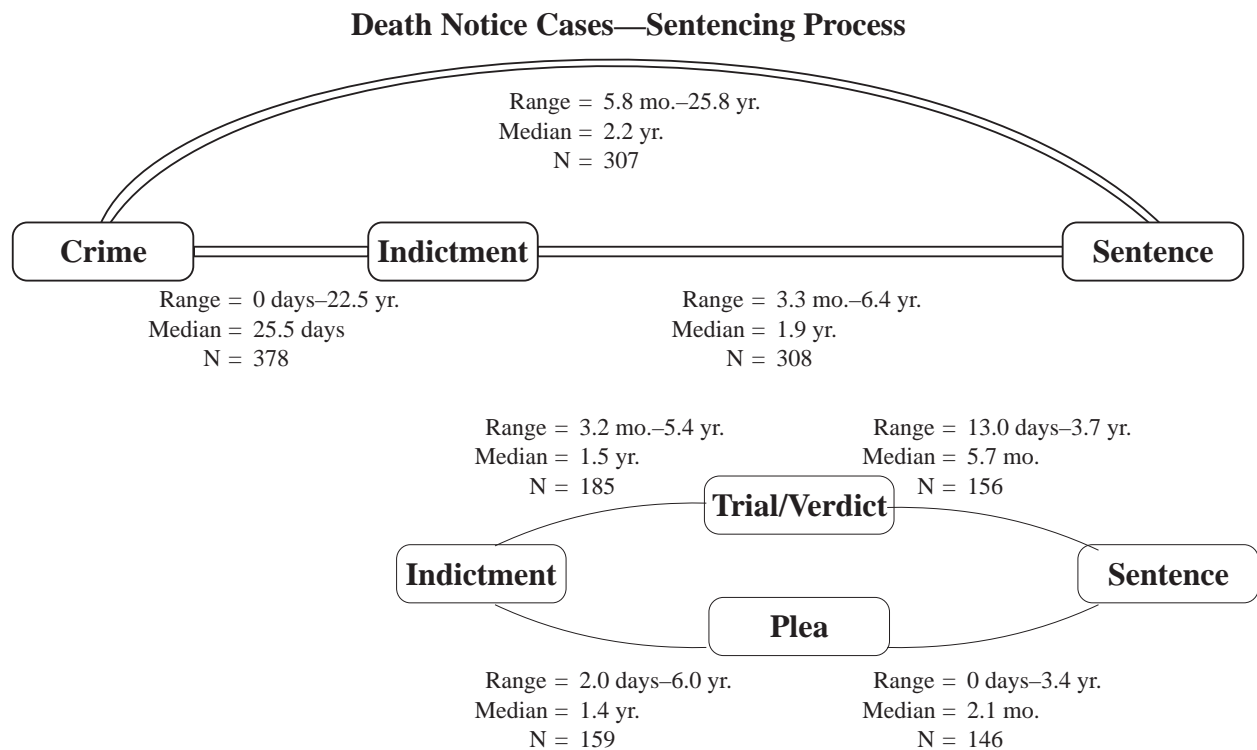 Death Notice Cases—Sentencing Process
Range = 5.8 mo.–25.8 yr.
Median = 2.2 yr.
N = 307
Crime
Indictment
Sentence
Range = 0 days–22.5 yr.
Median = 25.5 days
N = 378
Range = 3.3 mo.–6.4 yr.
Median = 1.9 yr.
N = 308
Range = 3.2 mo.–5.4 yr.
Median = 1.5 yr.
N = 185
Range = 13.0 days–3.7 yr.
Median = 5.7 mo.
N = 156
Trial/Verdict
Indictment
Sentence
Plea
Range = 2.0 days–6.0 yr.
Median = 1.4 yr.
N = 159
Range = 0 days–3.4 yr.
Median = 2.1 mo.
N = 146